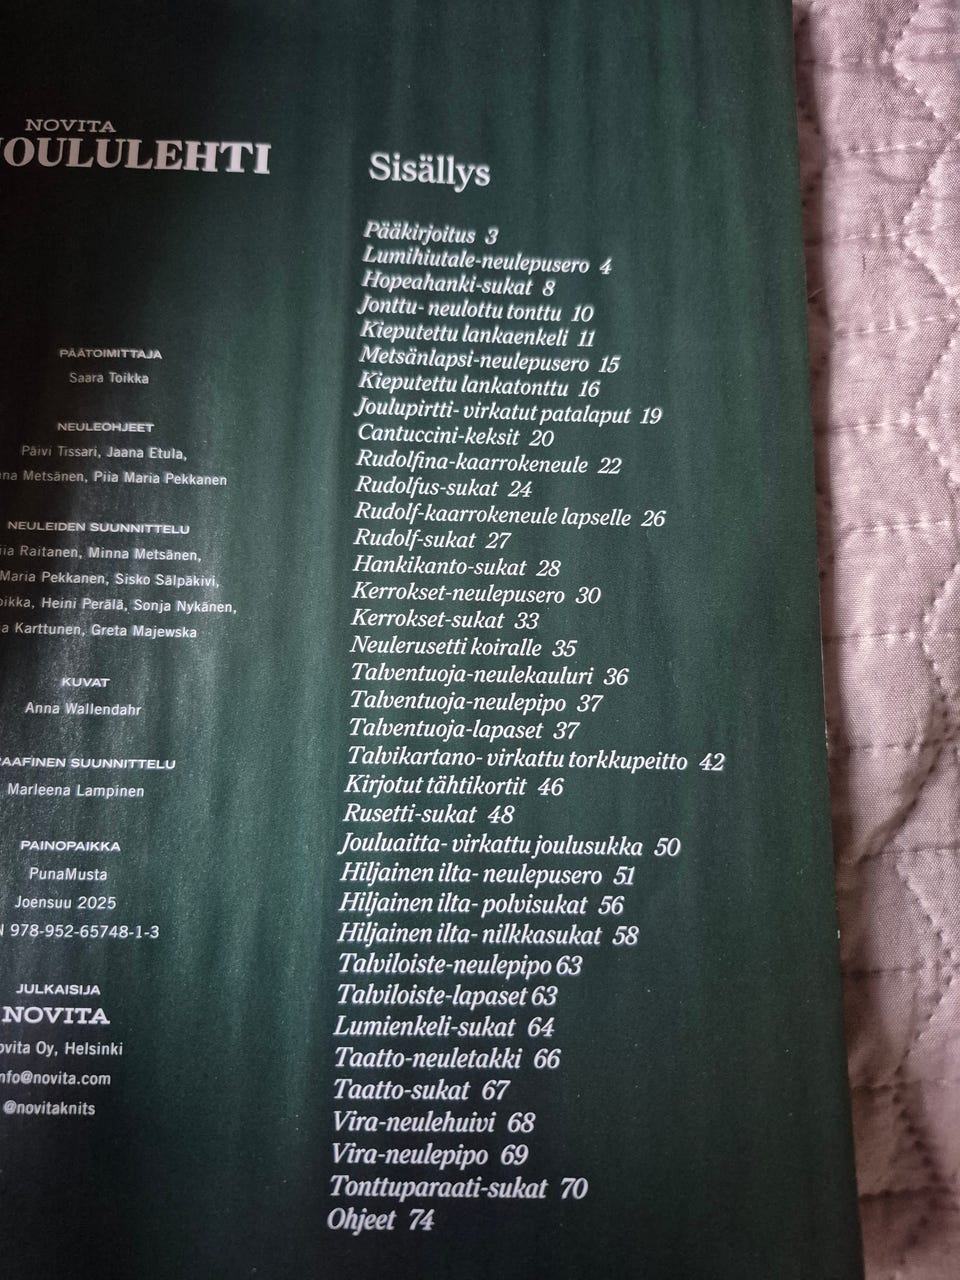 NOVITA
JOULULEHTI
PÄÄTOIMITTAJA
Saara Toikka
NEULEOHJEET
Päivi Tissari, Jaana Etula,
Metsänen, Piia Maria Pekkanen
NEULEIDEN SUUNNITTELU
Raitanen, Minna Metsänen,
Maria Pekkanen, Sisko Sälpäkivi,
Heini Perälä, Sonja Nykänen,
Karttunen, Greta Majewska
KUVAT
Anna Wallendahr
SUUNNITTELU
Marleena Lampinen
PAINOPAIKKA
PunaMusta
Joensuu 2025
978-952-65748-1-3
JULKAISIJA
NOVITA
Oy, Helsinki
info@novita.com
@novitaknits
Sisällys
Pääkirjoitus 3
Lumihiutale-neulepusero 4
Hopeahanki-sukat 8
Jonttu- neulottu tonttu 10
Kieputettu lankaenkeli 11
Metsänlapsi-neulepusero 15
Kieputettu lankatonttu 16
Joulupirtti- virkatut patalaput 19
Cantuccini-keksit 20
Rudolfina-kaarrokeneule 22
Rudolfus-sukat 24
Rudolf-kaarrokeneule lapselle 26
Rudolf-sukat 27
Hankikanto-sukat 28
Kerrokset-neulepusero 30
Kerrokset-sukat 33
Neulerusetti koiralle 35
Talventuoja-neulekauluri 36
Talventuoja-neulepipo 37
Talventuoja-lapaset 37
Talvikartano- virkattu torkkupeitto 42
Kirjotut tähtikortit 46
Rusetti-sukat 48
Jouluaitta- virkattu joulusukka 50
Hiljainen ilta- neulepusero 51
Hiljainen ilta- polvisukat 56
Hiljainen ilta- nilkkasukat 58
Talviloiste-neulepipo 63
Talviloiste-lapaset 63
Lumienkeli-sukat 64
Taatto-neuletakki 66
Taatto-sukat 67
Vira-neulehuivi 68
Vira-neulepipo 69
Tonttuparaati-sukat 70
Ohjeet 74